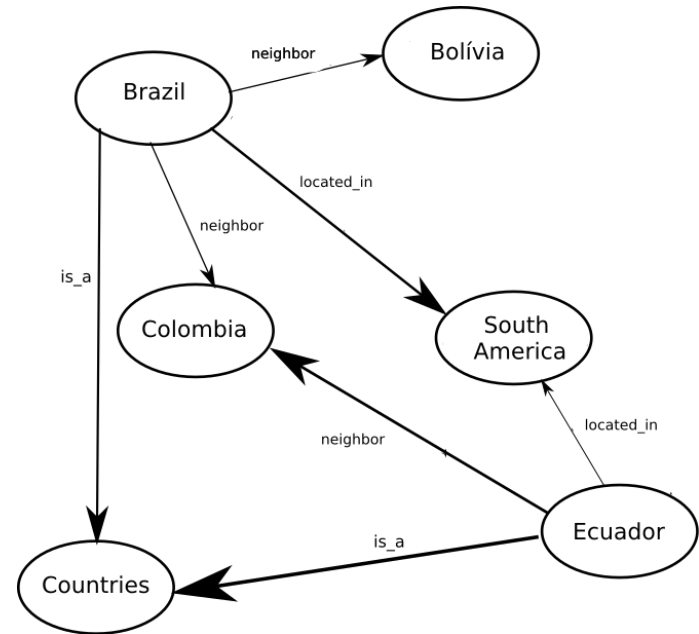 neighbor
Bolívia
Brazil
located_in
neighbor
is_a
Colombia
South
America
neighbor
located_in
Ecuador
is_a
Countries